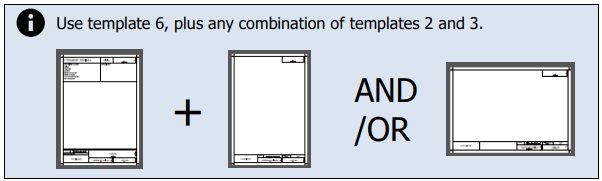 i Use template 6, plus any combination of templates 2 and 3.
+
AND
/OR